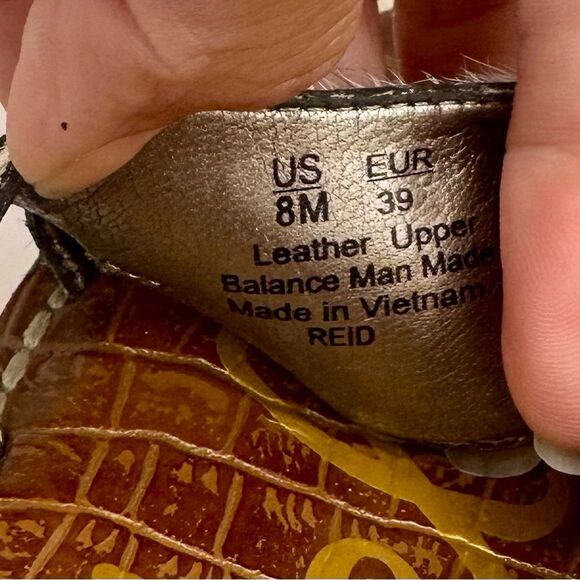 US EUR
8M 39
Leather Upper
Balance Man Made
Made in Vietnam
REID